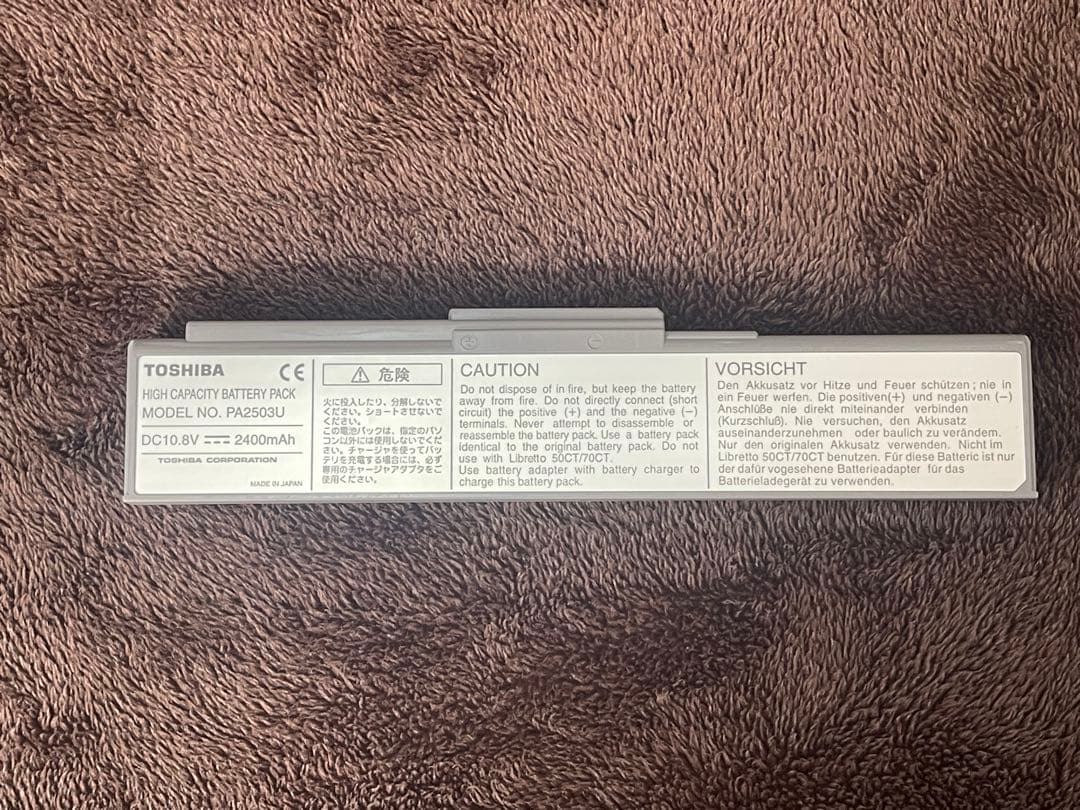 TOSHIBA CE
HIGH CAPACITY BATTERY PACK
MODEL NO. PA2503U
DC10.8V 2400mAh
TOSHIBA CORPORATION
MADE IN JAPAN
危険
火に投入したり、分解しないで
ください。ショートさせないで
ください。
この電池パックは、指定のパソ
コン以外には使用しないでくだ
さい。チャージャを使ってバッ
テリを充電する場合には、必ず
専用のチャージャアダプタをご
使用ください。
CAUTION
Do not dispose of in fire, but keep the battery
away from fire. Do not directly connect (short
circuit) the positive (+) and the negative (−)
terminals. Never attempt to disassemble or
reassemble the battery pack. Use a battery pack
identical to the original battery pack. Do not
use with Libretto 50CT/70CT.
Use battery adapter with battery charger to
charge this battery pack.
VORSICHT
Den Akkusatz vor Hitze und Feuer schützen ; nie in
ein Feuer werfen. Die positiven(+) und negativen (−)
Anschlüße nie direkt miteinander verbinden
(Kurzschluß). Nie versuchen, den Akkusatz
auseinanderzunehmen oder baulich zu verändern.
Nur den originalen Akkusatz verwenden. Nicht im
Libretto 50CT/70CT benutzen. Für diese Batterie ist nur
der dafür vogesehene Batterieadapter für das
Batterieladegerät zu verwenden.